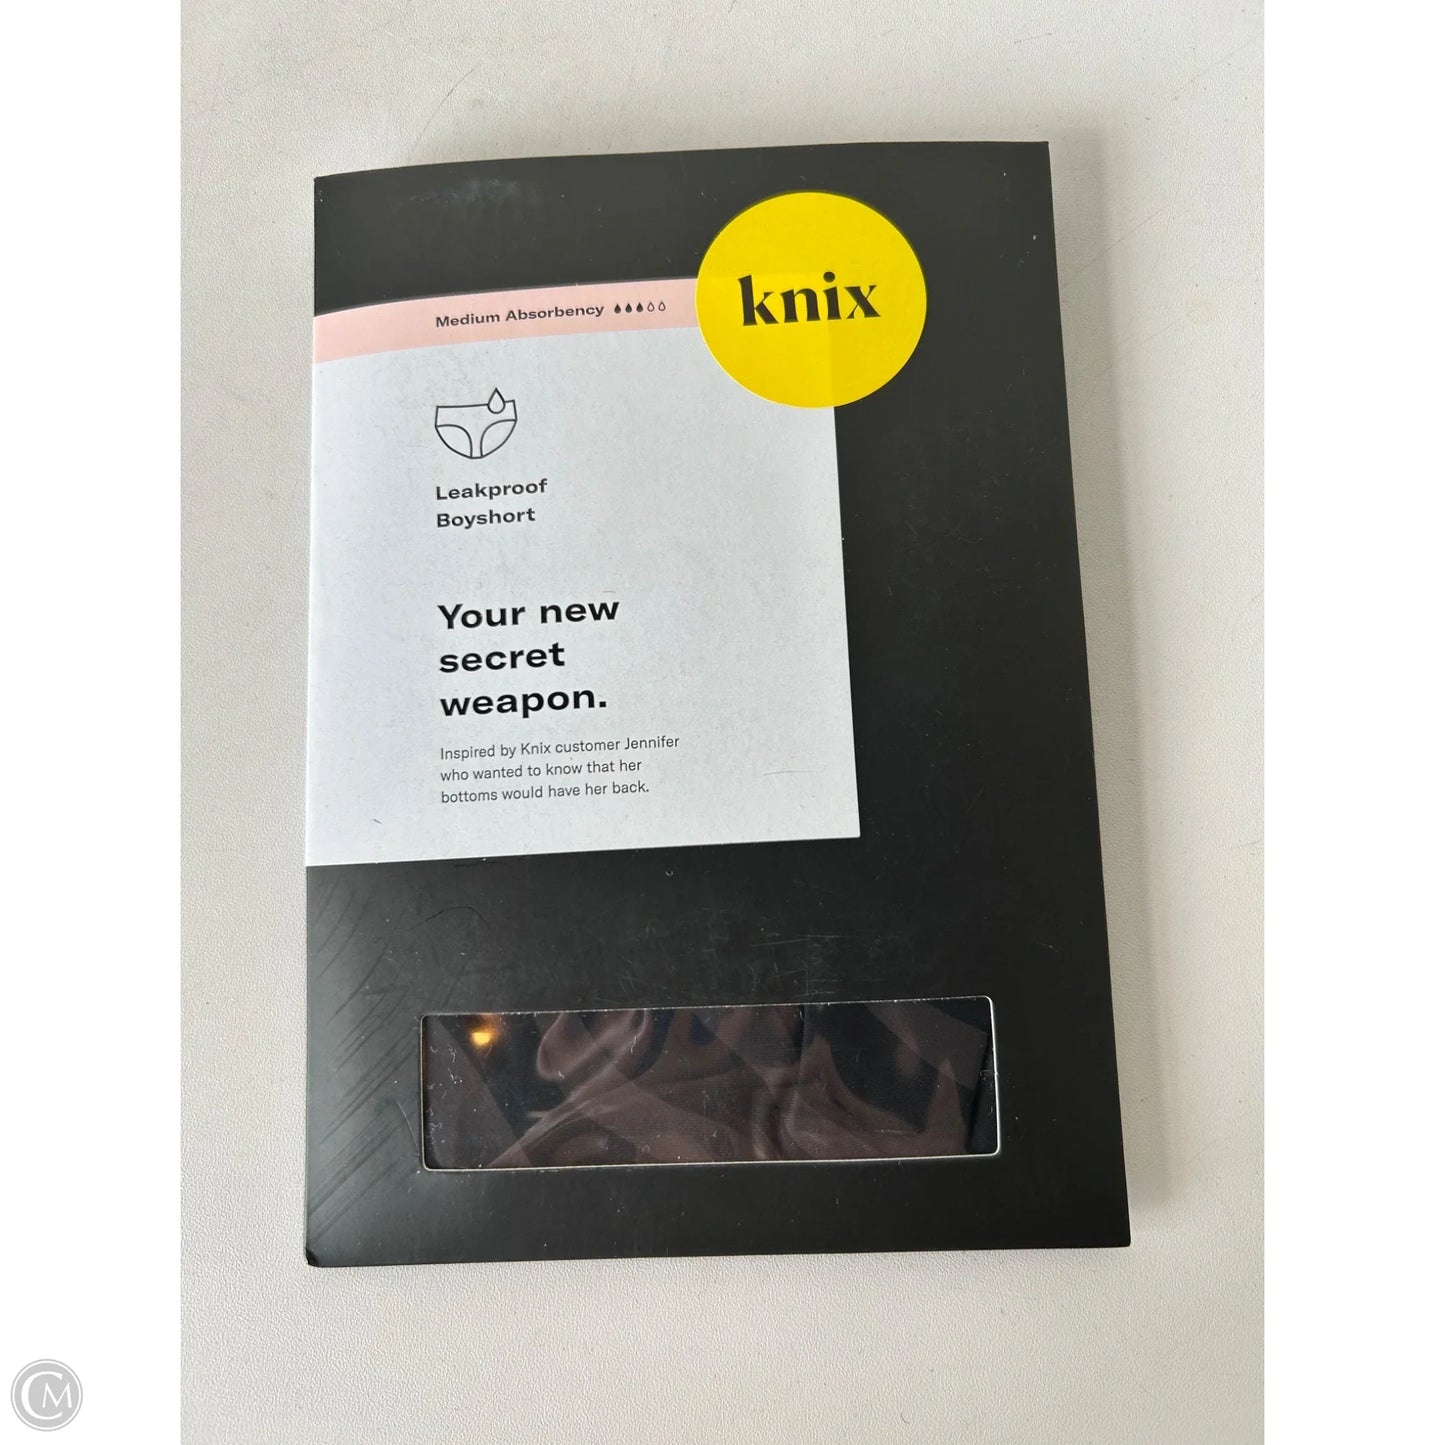 knix
Medium Absorbency
Leakproof
Boyshort
Your new
secret
weapon.
Inspired by Knix customer Jennifer
who wanted to know that her
bottoms would have her back.
CM